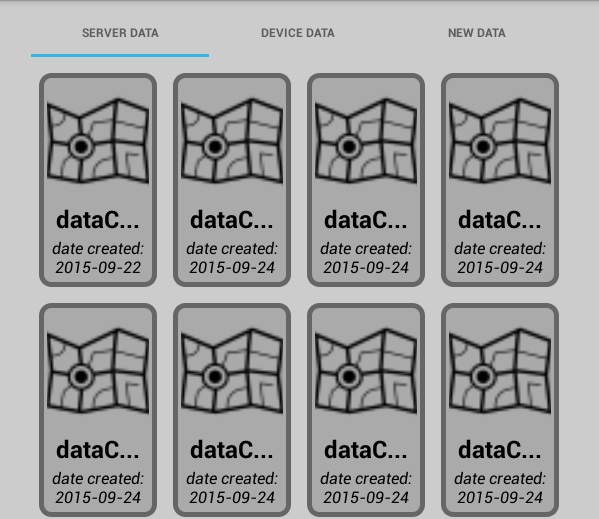 SERVER DATA DEVICE DATA NEW DATA
dataC... dataC... dataC... dataC...
date created: date created: date created: date created:
2015-09-22 2015-09-24 2015-09-24 2015-09-24
dataC... dataC... dataC... dataC...
date created: date created: date created: date created:
2015-09-24 2015-09-24 2015-09-24 2015-09-24